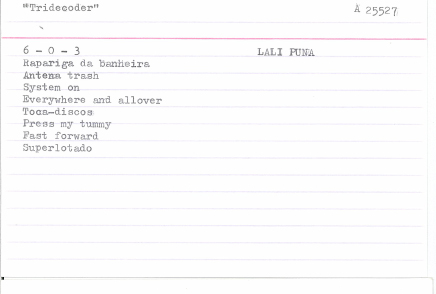 "Tridecoder" A 25527
6 - 0 - 3 LALI PUNA
Rapariga da banheira
Antena trash
System on
Everywhere and allover
Toca-discos
Press my tummy
Fast forward
Superlotado